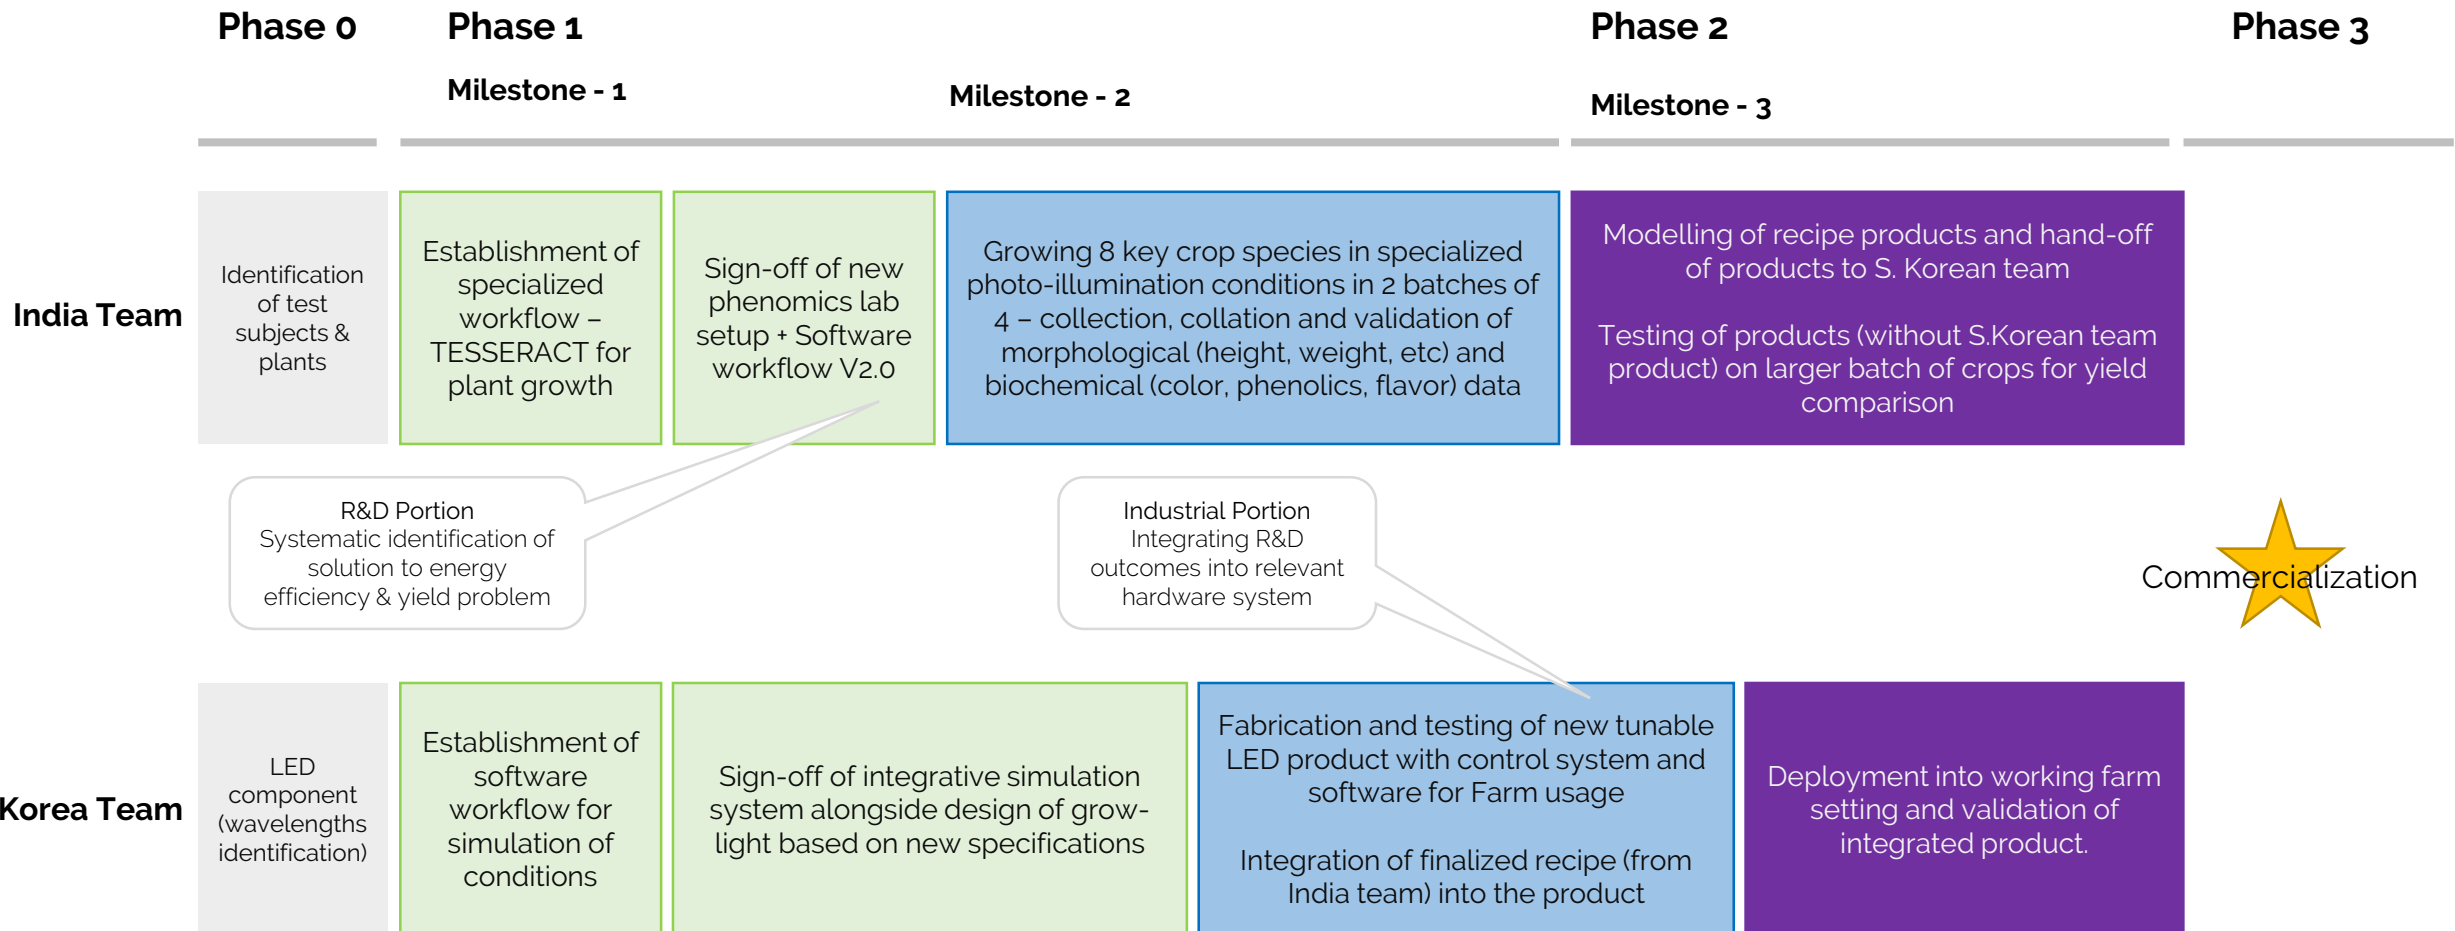 Phase 0
Phase 1
Phase 2
Phase 3
Milestone - 1
Milestone - 2
Milestone - 3
India Team
Identification
of test
subjects &
plants
Establishment of
specialized
workflow –
TESSERACT for
plant growth
Sign-off of new
phenomics lab
setup + Software
workflow V2.0
Growing 8 key crop species in specialized
photo-illumination conditions in 2 batches of
4 – collection, collation and validation of
morphological (height, weight, etc) and
biochemical (color, phenolics, flavor) data
Modelling of recipe products and hand-off
of products to S. Korean team
Testing of products (without S.Korean team
product) on larger batch of crops for yield
comparison
R&D Portion
Systematic identification of
solution to energy
efficiency & yield problem
Industrial Portion
Integrating R&D
outcomes into relevant
hardware system
Commercialization
Korea Team
LED
component
(wavelengths
identification)
Establishment of
software
workflow for
simulation of
conditions
Sign-off of integrative simulation
system alongside design of grow-
light based on new specifications
Fabrication and testing of new tunable
LED product with control system and
software for Farm usage
Integration of finalized recipe (from
India team) into the product
Deployment into working farm
setting and validation of
integrated product.